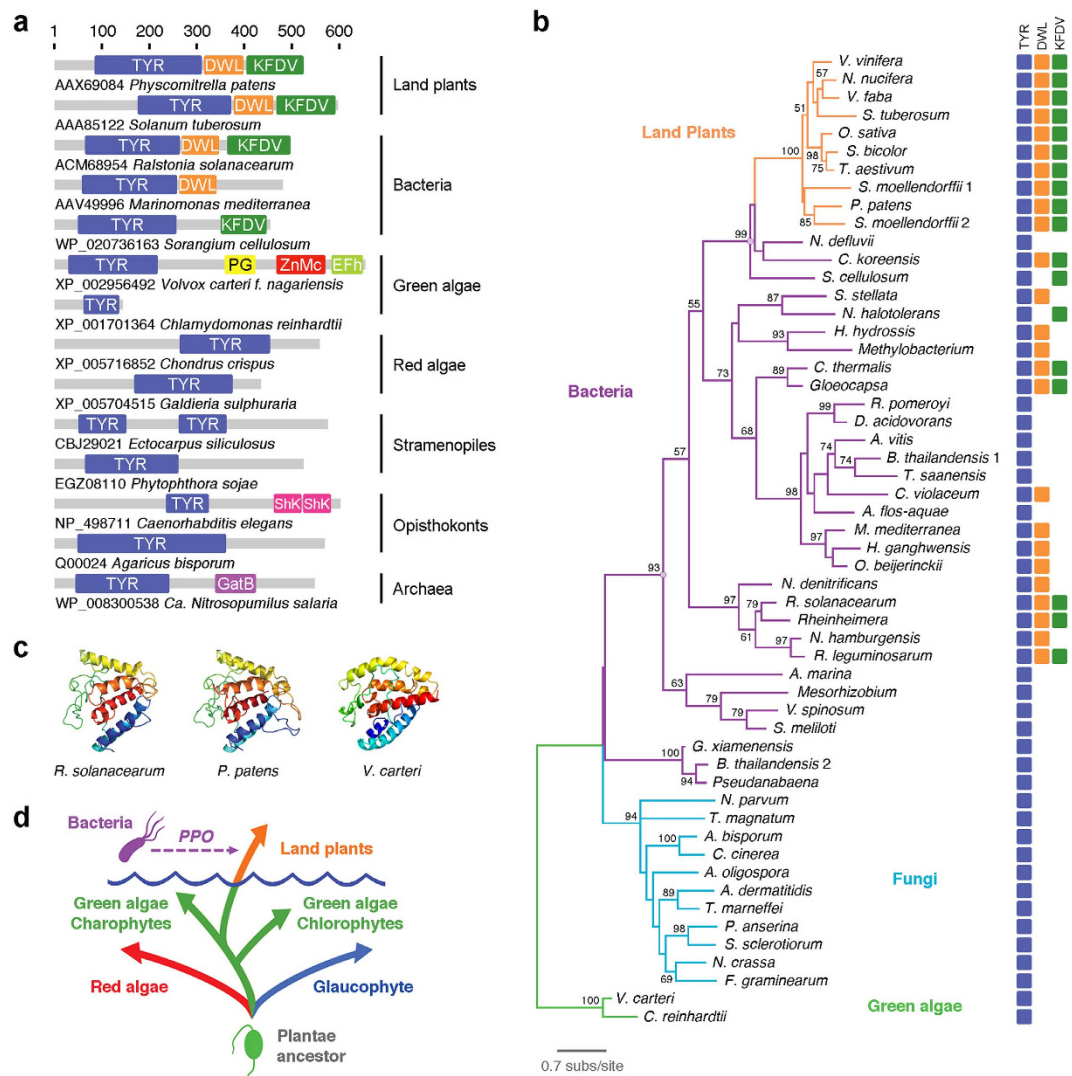 a
1 100 200 300 400 500 600
TYR DWL KFDV
AAX69084 Physcomitrella patens
TYR DWL KFDV
AAA85122 Solanum tuberosum
Land plants
TYR DWL KFDV
ACM68954 Ralstonia solanacearum
TYR DWL
AAV49996 Marinomonas mediterranea
TYR KFDV
WP_020736163 Sorangium cellulosum
Bacteria
TYR PG ZnMc EFh
XP_002956492 Volvox carteri f. nagariensis
TYR
XP_001701364 Chlamydomonas reinhardtii
Green algae
TYR
XP_005716852 Chondrus crispus
TYR
XP_005704515 Galdieria sulphuraria
Red algae
TYR TYR
CBJ29021 Ectocarpus siliculosus
TYR
EGZ08110 Phytophthora sojae
Stramenopiles
TYR ShK ShK
NP_498711 Caenorhabditis elegans
TYR
Q00024 Agaricus bisporum
Opisthokonts
TYR GatB
WP_008300538 Ca. Nitrosopumilus salaria
Archaea
b
TYR DWL KFDV
V. vinifera
57
N. nucifera
V. faba
51
S. tuberosum
Land Plants
O. sativa
100 98
S. bicolor
75
T. aestivum
S. moellendorffii 1
P. patens
85
S. moellendorffii 2
99
N. defluvii
C. koreensis
S. cellulosum
55
87
S. stellata
N. halotolerans
93
H. hydrossis
Methylobacterium
73
89
C. thermalis
Gloeocapsa
Bacteria
99
R. pomeroyi
D. acidovorans
68
74
A. vitis
57
74
B. thailandensis 1
T. saanensis
98
C. violaceum
A. flos-aquae
97
M. mediterranea
H. ganghwensis
O. beijerinckii
93
N. denitrificans
97 79
R. solanacearum
Rheinheimera
61 97
N. hamburgensis
R. leguminosarum
63
A. marina
79
Mesorhizobium
79
V. spinosum
S. meliloti
100
G. xiamenensis
B. thailandensis 2
94
Pseudanabaena
94
N. parvum
T. magnatum
100
A. bisporum
C. cinerea
A. oligospora
Fungi
89
A. dermatitidis
T. marneffei
98
P. anserina
S. sclerotiorum
N. crassa
69
F. graminearum
100
V. carteri
C. reinhardtii
Green algae
0.7 subs/site
c
R. solanacearum
P. patens
V. carteri
d
Bacteria
PPO
Land plants
Green algae
Charophytes
Green algae
Chlorophytes
Red algae
Glaucophyte
Plantae
ancestor